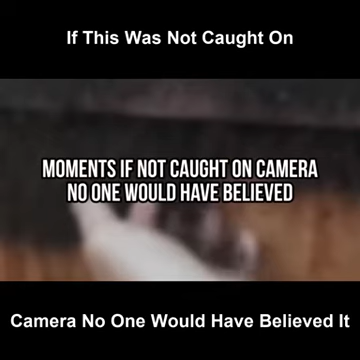 If This Was Not Caught On
MOMENTS IF NOT CAUGHT ON CAMERA
NO ONE WOULD HAVE BELIEVED
Camera No One Would Have Believed It